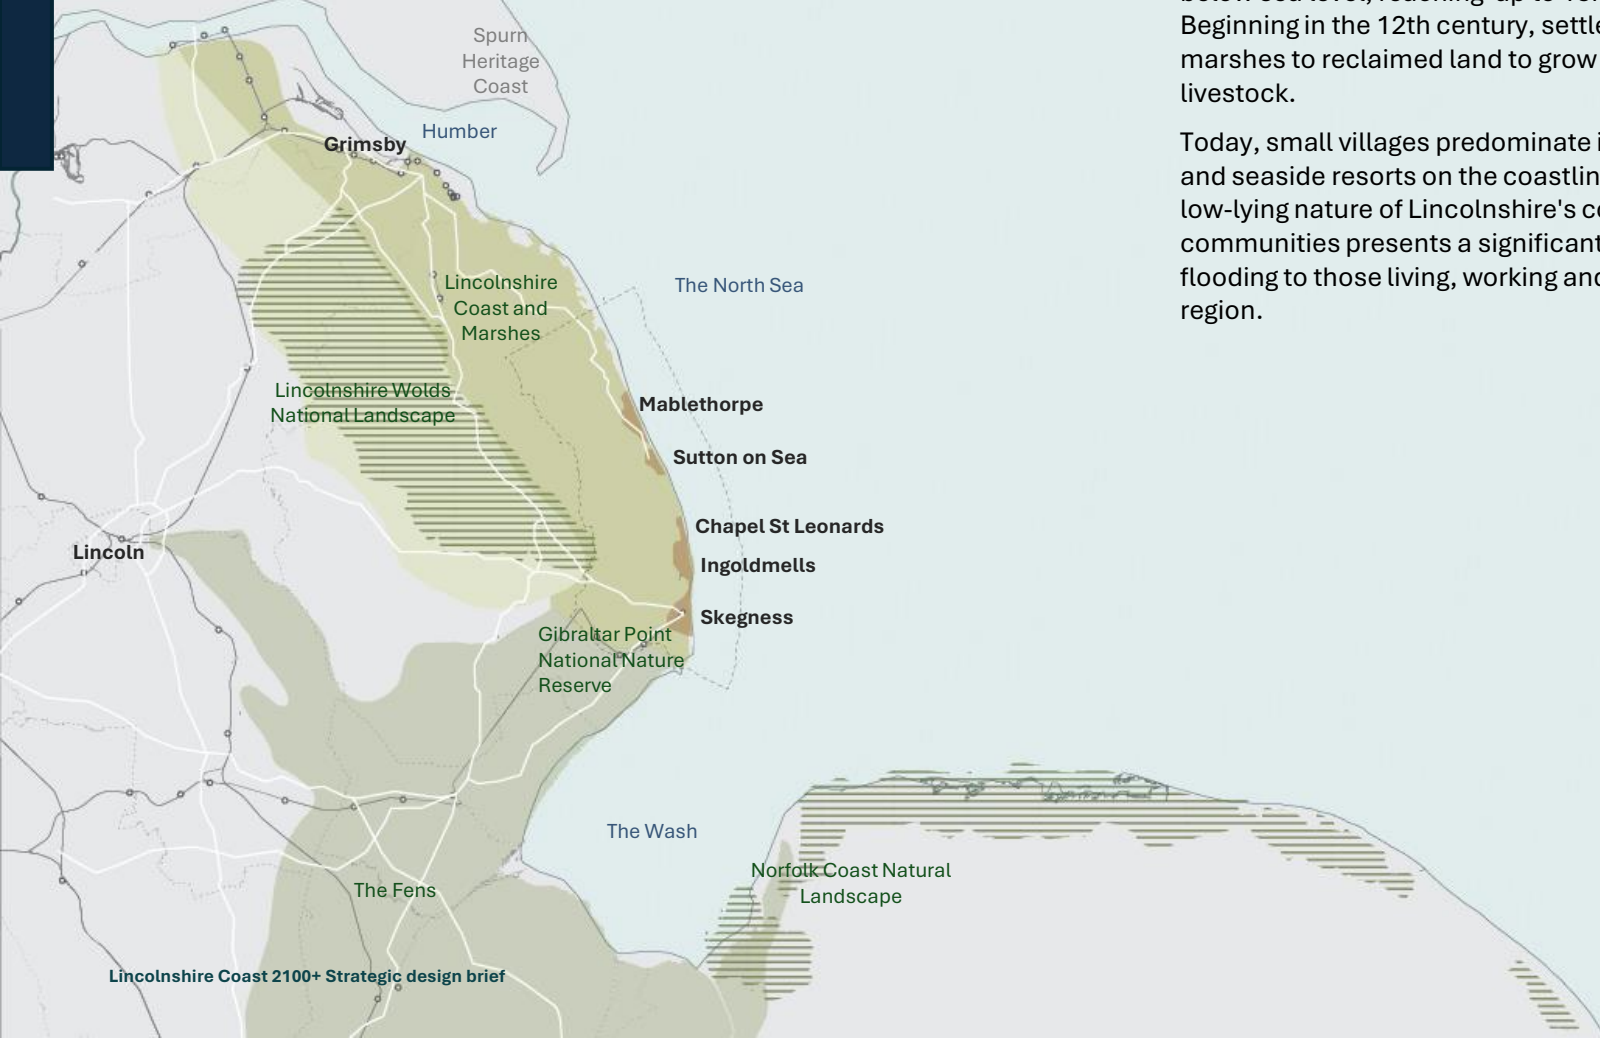 Beginning in the 12th century,
marshes to reclaimed land to grow
livestock.
Today, small villages predominate
and seaside resorts on the
low-lying nature of Lincolnshire's
communities presents a significant
flooding to those living, working
region.
Spurn
Heritage
Coast
Humber
Grimsby
Lincolnshire
Coast and
Marshes
The North Sea
Lincolnshire Wolds
National Landscape
Mablethorpe
Sutton on Sea
Chapel St Leonards
Ingoldmells
Skegness
Lincoln
Gibraltar Point
National Nature
Reserve
The Wash
Norfolk Coast Natural
Landscape
The Fens
Lincolnshire Coast 2100+ Strategic design brief